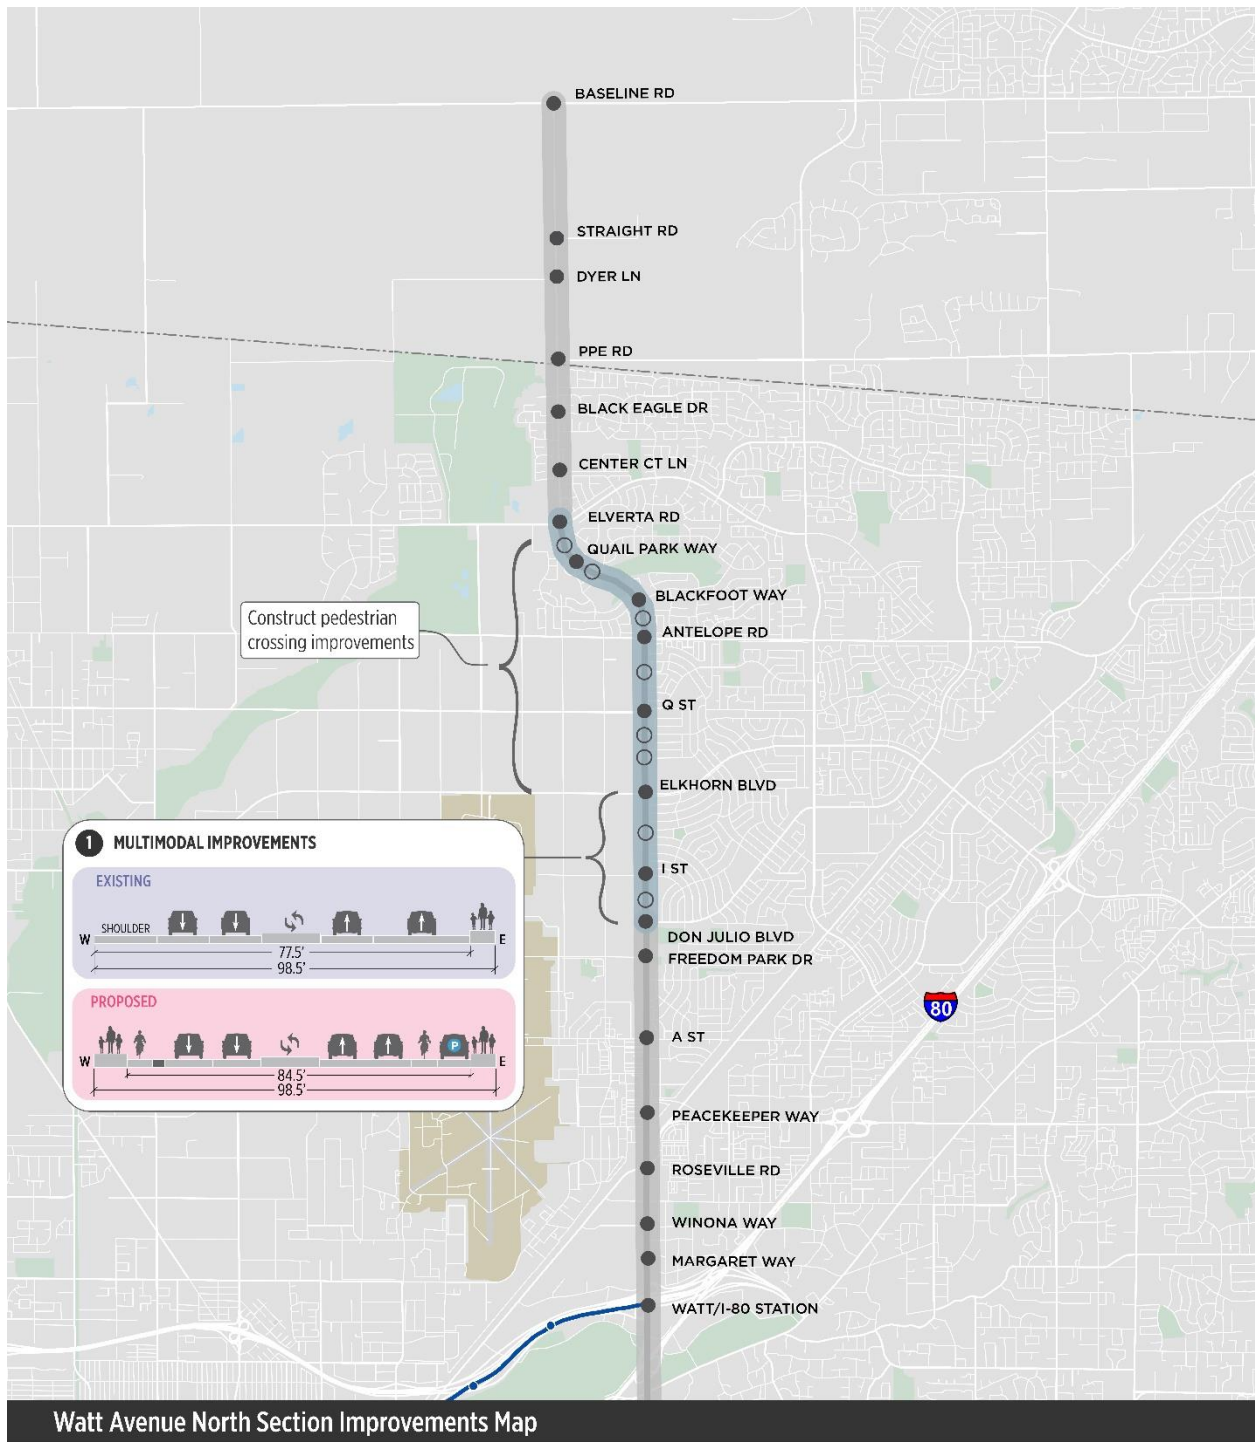 BASELINE RD
STRAIGHT RD
DYER LN
PPE RD
BLACK EAGLE DR
CENTER CT LN
ELVERTA RD
QUAIL PARK WAY
BLACKFOOT WAY
Construct pedestrian
crossing improvements
ANTELOPE RD
Q ST
ELKHORN BLVD
1 MULTIMODAL IMPROVEMENTS
EXISTING
SHOULDER
W E
77.5'
98.5'
PROPOSED
P
W E
84.5'
98.5'
I ST
DON JULIO BLVD
FREEDOM PARK DR
80
A ST
PEACEKEEPER WAY
ROSEVILLE RD
WINONA WAY
MARGARET WAY
WATT/I-80 STATION
Watt Avenue North Section Improvements Map